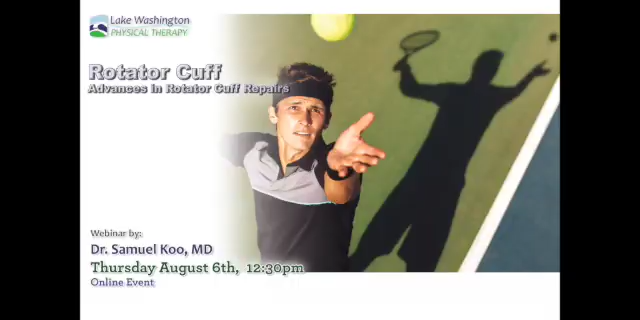 Lake Washington
PHYSICAL THERAPY
Rotator Cuff
Advances In Rotator Cuff Repairs
Webinar by:
Dr. Samuel Koo, MD
Thursday August 6th, 12:30pm
Online Event